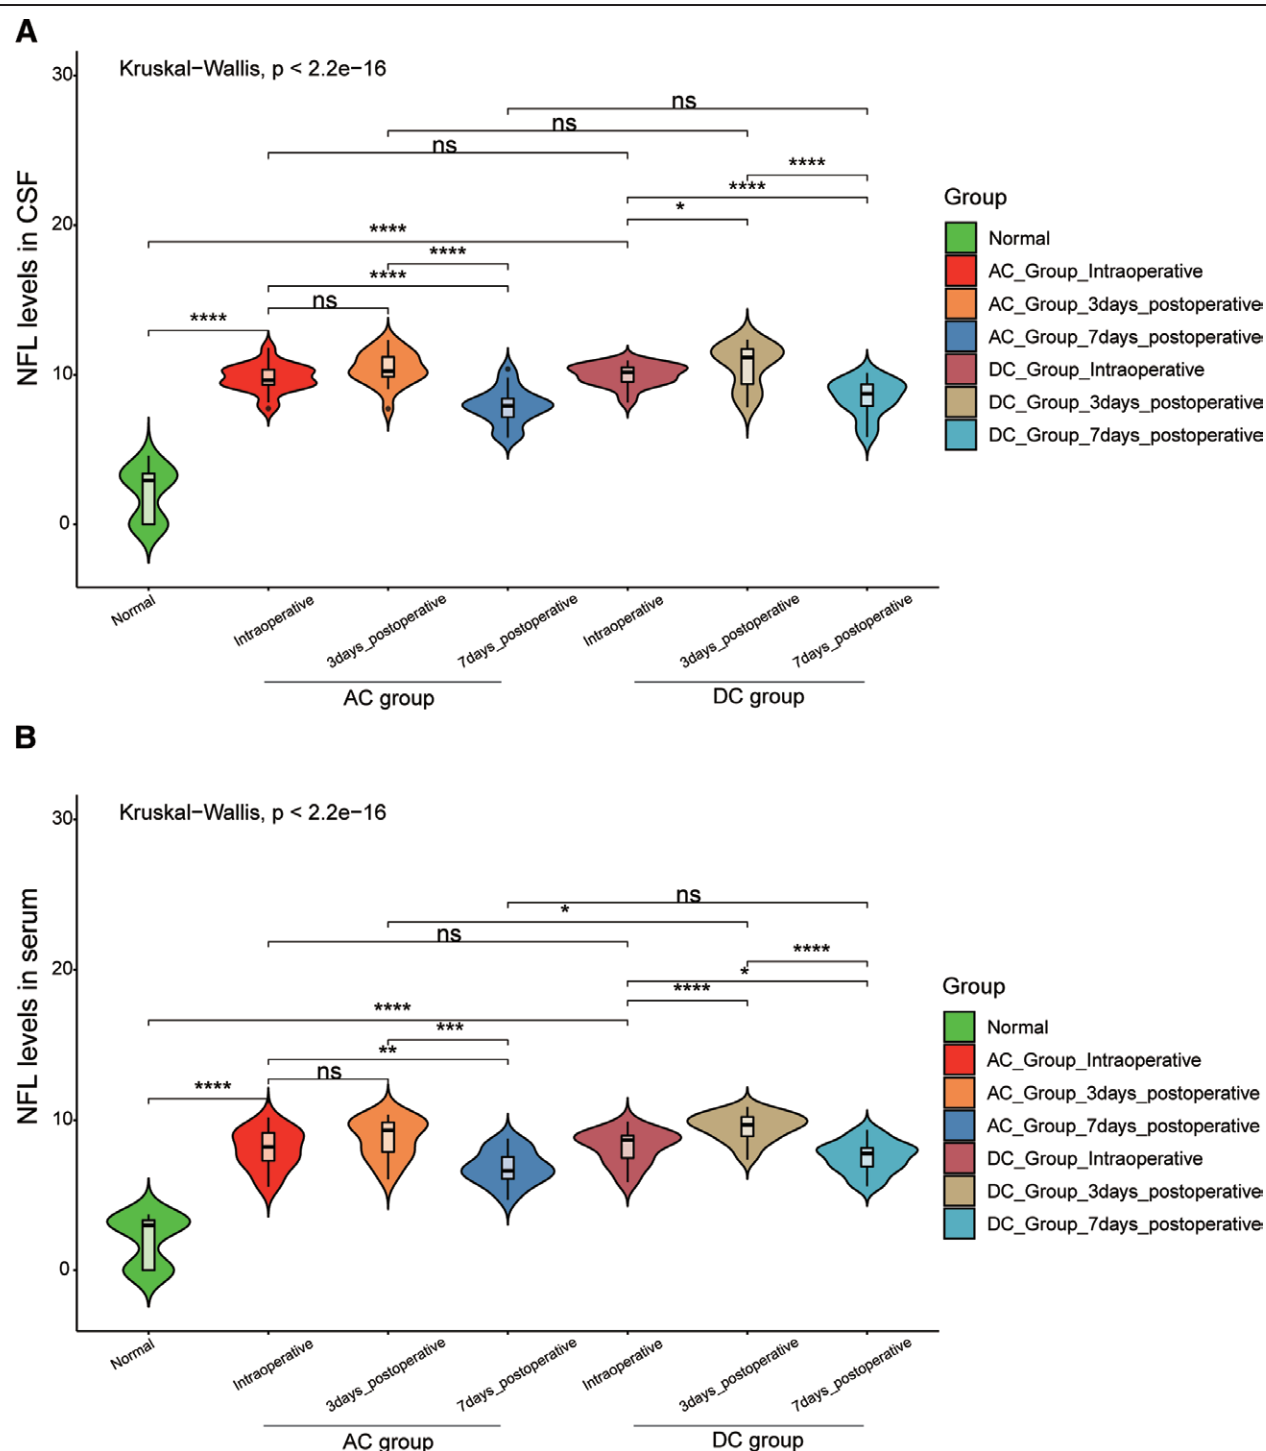 A
Kruskal−Wallis, p < 2.2e−16
30
20
10
0
NFL levels in CSF
ns
ns
ns
****
****
*
****
****
****
ns
****
Normal
Intraoperative
3days_postoperative
7days_postoperative
Intraoperative
3days_postoperative
7days_postoperative
AC group
DC group
Group
Normal
AC_Group_Intraoperative
AC_Group_3days_postoperative
AC_Group_7days_postoperative
DC_Group_Intraoperative
DC_Group_3days_postoperative
DC_Group_7days_postoperative
B
Kruskal−Wallis, p < 2.2e−16
30
20
10
0
NFL levels in serum
ns
*
ns
****
*
****
****
***
**
ns
****
Normal
Intraoperative
3days_postoperative
7days_postoperative
Intraoperative
3days_postoperative
7days_postoperative
AC group
DC group
Group
Normal
AC_Group_Intraoperative
AC_Group_3days_postoperative
AC_Group_7days_postoperative
DC_Group_Intraoperative
DC_Group_3days_postoperative
DC_Group_7days_postoperative